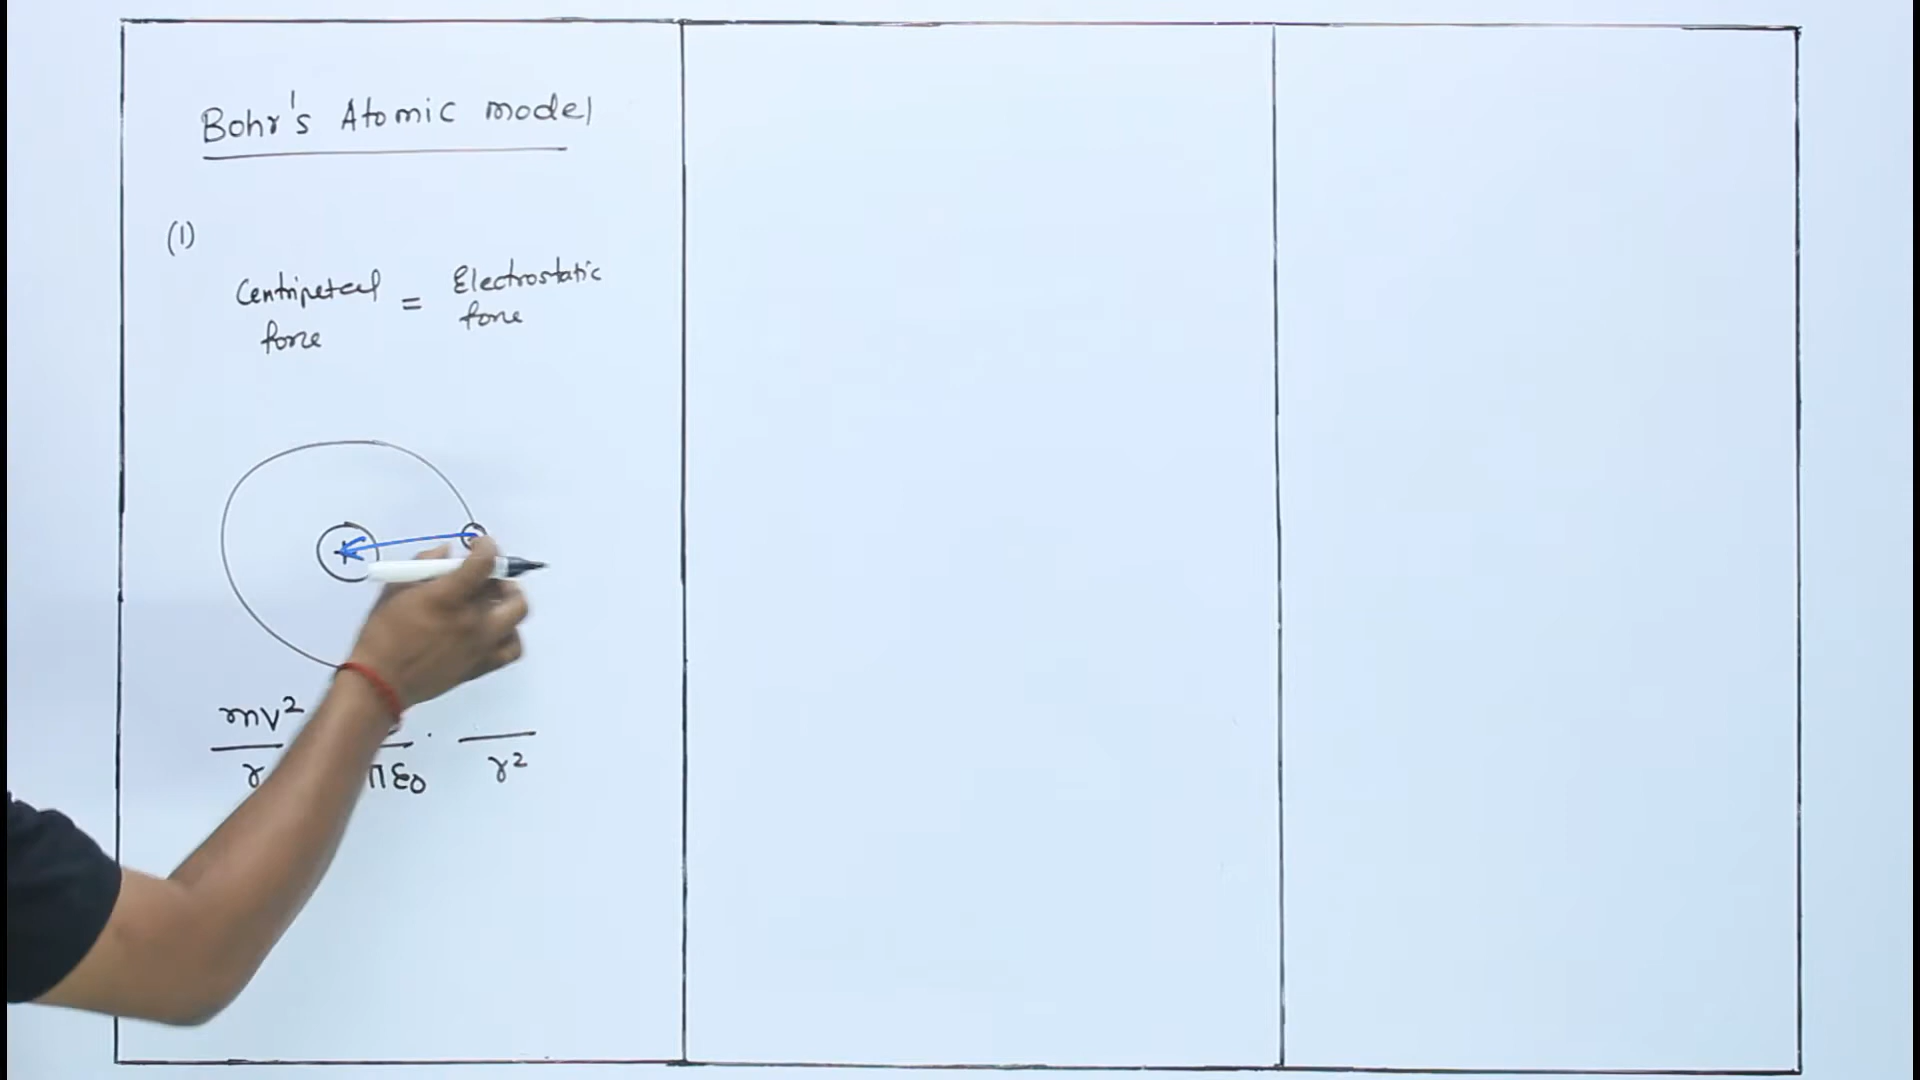 Bohr's Atomic model
(1)
Centripetal force = Electrostatic force
+
mv²
r
πε₀
.
r²